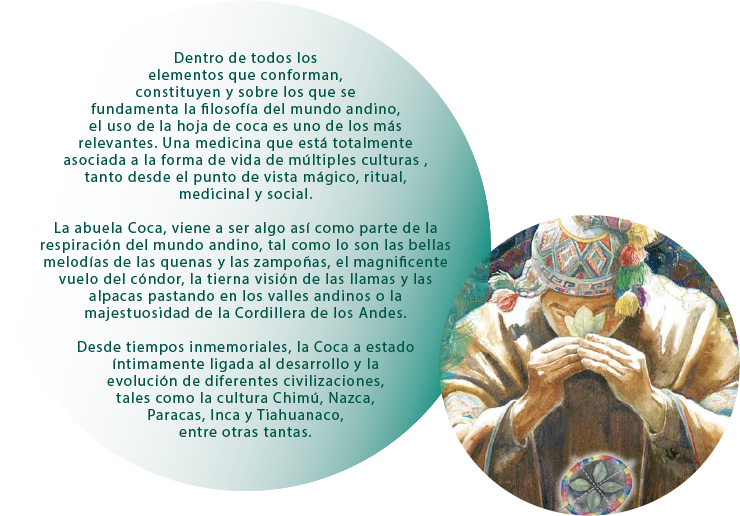 Dentro de todos los
elementos que conforman,
constituyen y sobre los que se
fundamenta la filosofía del mundo andino,
el uso de la hoja de coca es uno de los más
relevantes. Una medicina que está totalmente
asociada a la forma de vida de múltiples culturas ,
tanto desde el punto de vista mágico, ritual,
medicinal y social.
La abuela Coca, viene a ser algo así como parte de la
respiración del mundo andino, tal como lo son las bellas
melodías de las quenas y las zampoñas, el magnificente
vuelo del cóndor, la tierna visión de las llamas y las
alpacas pastando en los valles andinos o la
majestuosidad de la Cordillera de los Andes.
Desde tiempos inmemoriales, la Coca a estado
íntimamente ligada al desarrollo y la
evolución de diferentes civilizaciones,
tales como la cultura Chimú, Nazca,
Paracas, Inca y Tiahuanaco,
entre otras tantas.